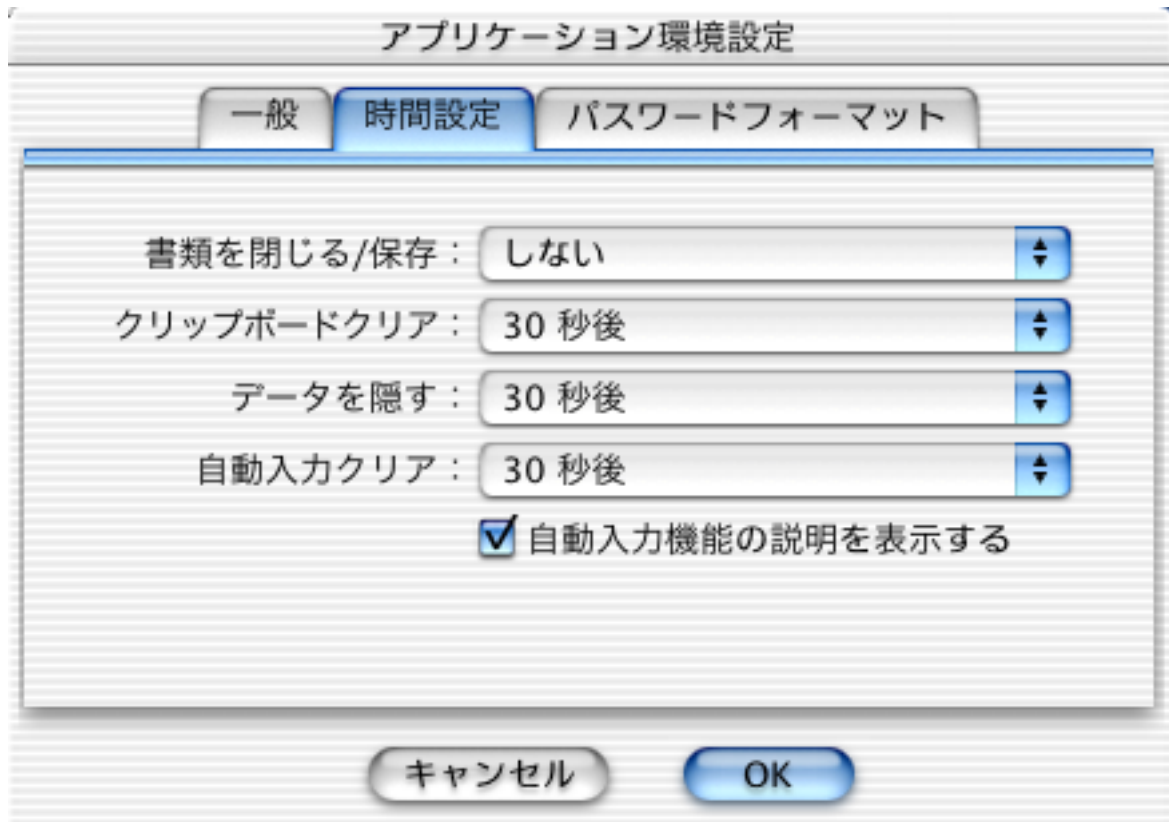 アプリケーション環境設定
一般 時間設定 パスワードフォーマット
書類を閉じる/保存： しない
クリップボードクリア： 30 秒後
データを隠す： 30 秒後
自動入力クリア： 30 秒後
自動入力機能の説明を表示する
キャンセル OK